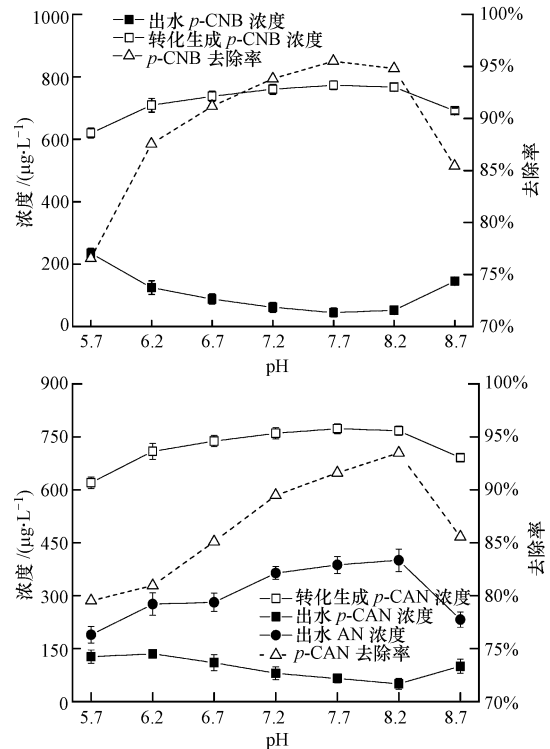 出水 p-CNB 浓度
转化生成 p-CNB 浓度
p-CNB 去除率
浓度 /(μg·L⁻¹)
1000
800
600
400
200
0
100%
95%
90%
85%
80%
75%
70%
去除率
5.7 6.2 6.7 7.2 7.7 8.2 8.7
pH
浓度 /(μg·L⁻¹)
900
750
600
450
300
150
0
100%
95%
90%
85%
80%
75%
70%
去除率
转化生成 p-CAN 浓度
出水 p-CAN 浓度
出水 AN 浓度
p-CAN 去除率
5.7 6.2 6.7 7.2 7.7 8.2 8.7
pH